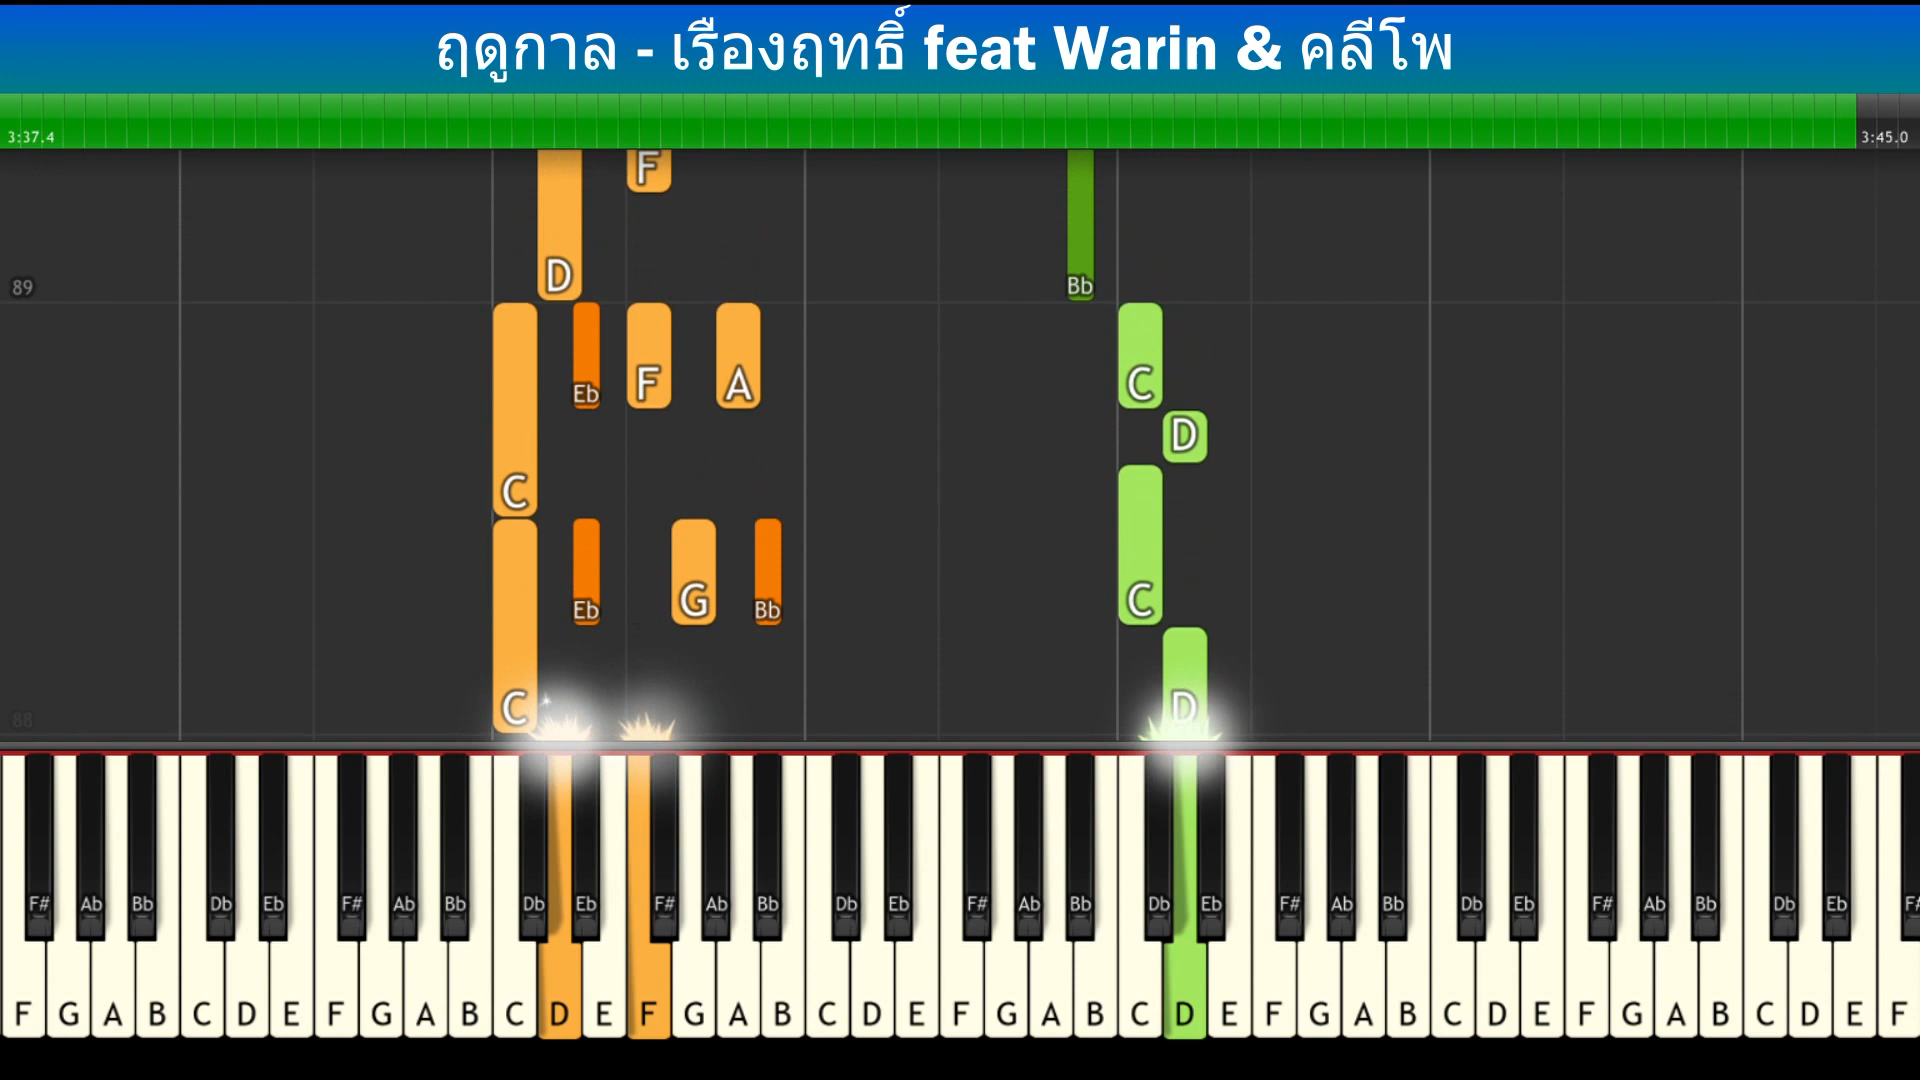 ฤดูกาล - เรืองฤทธิ์ feat Warin & คลีโพ
3:37.4 3:45.0
F
D Bb
89
Eb F A C
D
C
Eb G Bb C
C D
88
F# Ab Bb Db Eb F# Ab Bb Db Eb F# Ab Bb Db Eb F# Ab Bb Db Eb F# Ab Bb Db Eb F# Ab Bb Db Eb F#
F G A B C D E F G A B C D E F G A B C D E F G A B C D E F G A B C D E F G A B C D E F